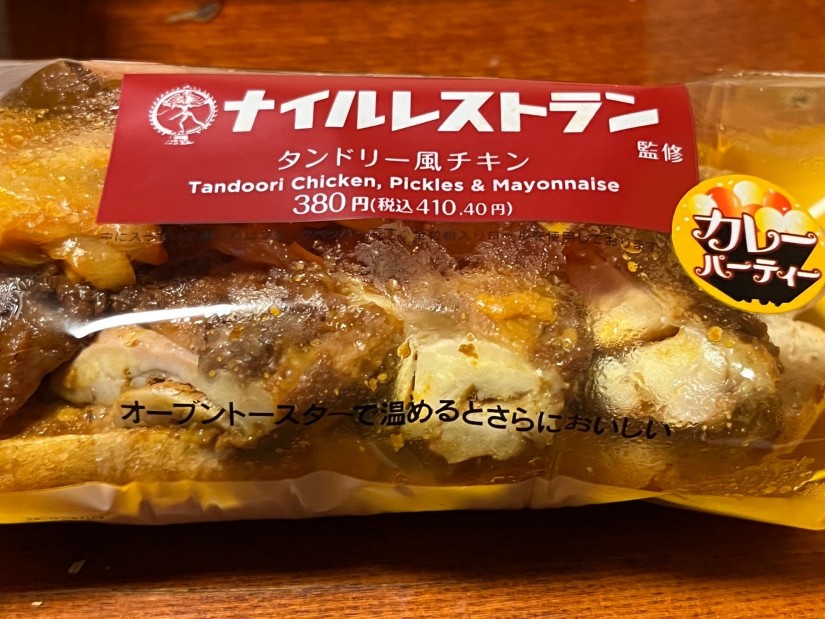 ナイルレストラン
監修
タンドリー風チキン
Tandoori Chicken, Pickles & Mayonnaise
380円(税込410.40円)
カレー
パーティー
オーブントースターで温めるとさらにおいしい